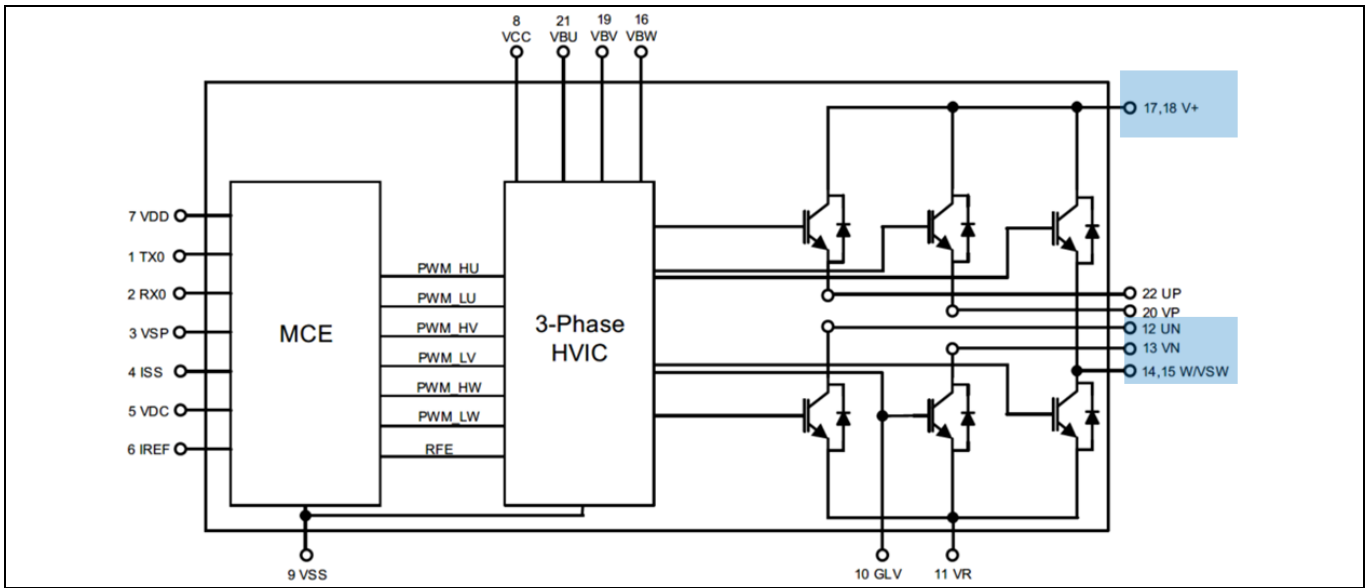 8 21 19 16
VCC VBU VBV VBW
17,18 V+
7 VDD
1 TX0
2 RX0
3 VSP
4 ISS
5 VDC
6 IREF
MCE
PWM_HU
PWM_LU
PWM_HV
PWM_LV
PWM_HW
PWM_LW
RFE
3-Phase
HVIC
22 UP
20 VP
12 UN
13 VN
14,15 W/VSW
9 VSS
10 GLV
11 VR